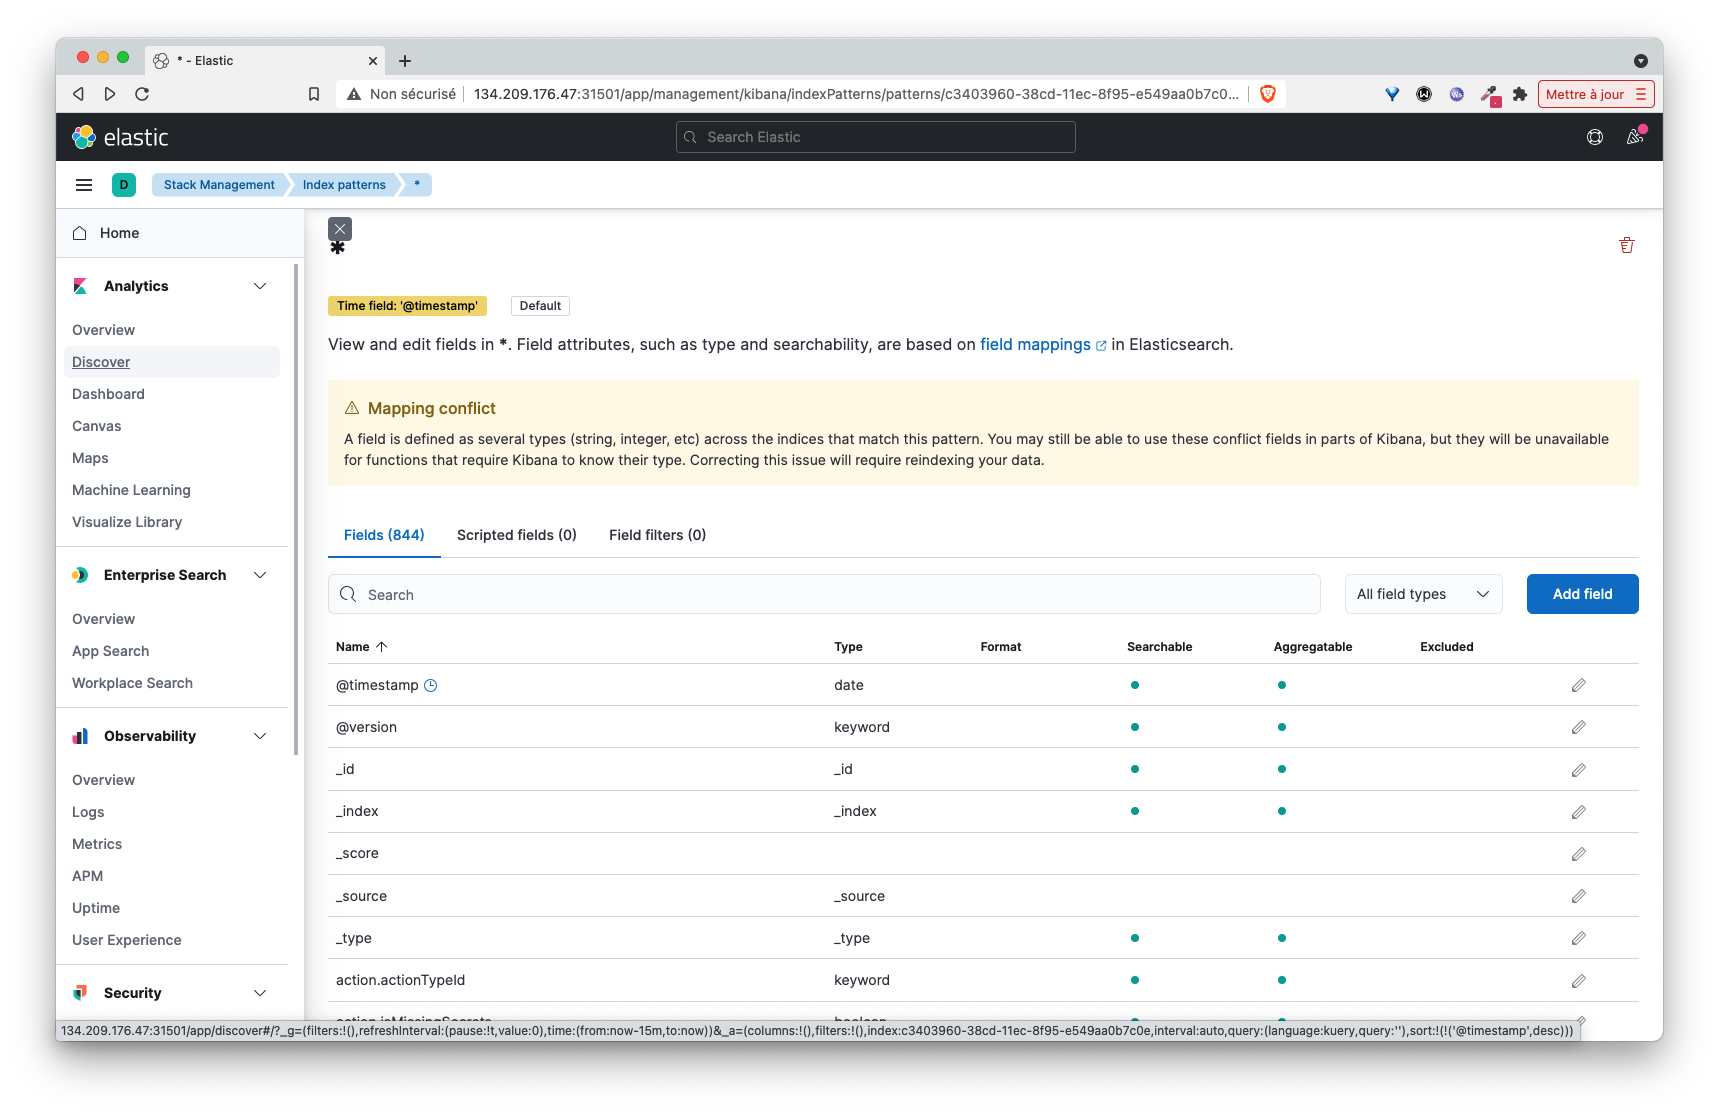 * - Elastic
Non sécurisé
134.209.176.47:31501/app/management/kibana/indexPatterns/patterns/c3403960-38cd-11ec-8f95-e549aa0b7c0...
Mettre à jour
elastic
Search Elastic
D
Stack Management
Index patterns
*
Home
Analytics
Overview
Discover
Dashboard
Canvas
Maps
Machine Learning
Visualize Library
Enterprise Search
Overview
App Search
Workplace Search
Observability
Overview
Logs
Metrics
APM
Uptime
User Experience
Security
*
Time field: '@timestamp'
Default
View and edit fields in *. Field attributes, such as type and searchability, are based on field mappings in Elasticsearch.
Mapping conflict
A field is defined as several types (string, integer, etc) across the indices that match this pattern. You may still be able to use these conflict fields in parts of Kibana, but they will be unavailable
for functions that require Kibana to know their type. Correcting this issue will require reindexing your data.
Fields (844) Scripted fields (0) Field filters (0)
Search
All field types
Add field
Name Type Format Searchable Aggregatable Excluded
@timestamp date
@version keyword
_id _id
_index _index
_score
_source _source
_type _type
action.actionTypeId keyword
134.209.176.47:31501/app/discover#/?_g=(filters:!(),refreshInterval:(pause:!t,value:0),time:(from:now-15m,to:now))&_a=(columns:!(),filters:!(),index:c3403960-38cd-11ec-8f95-e549aa0b7c0e,interval:auto,query:(language:kuery,query:''),sort:!(!('@timestamp',desc)))